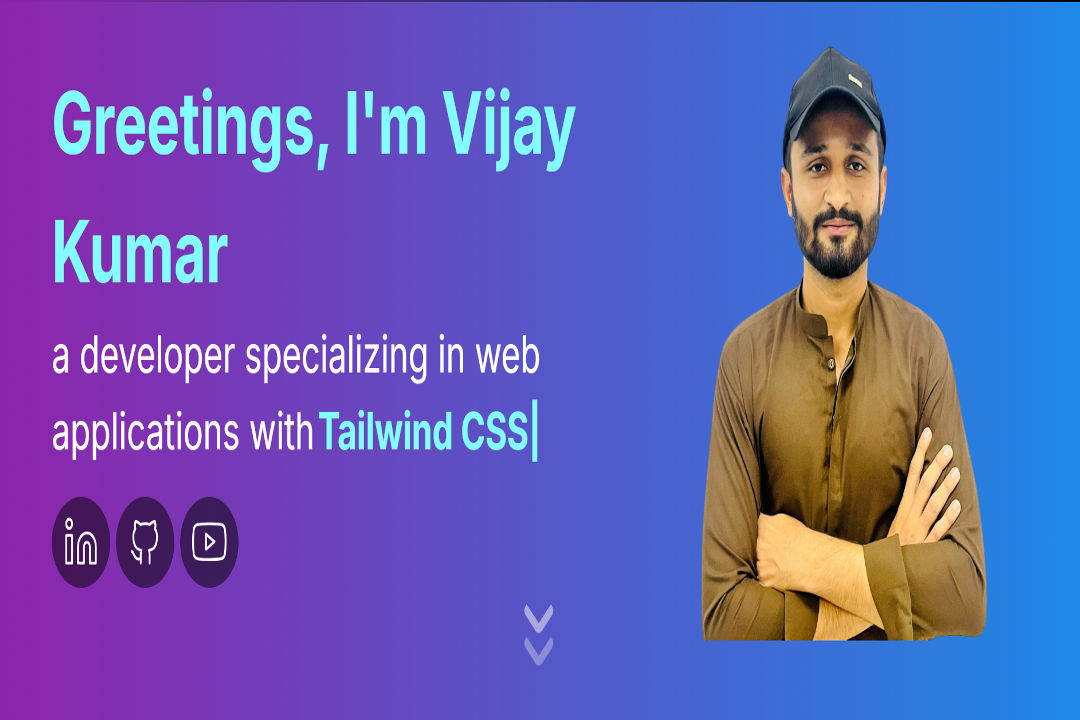 Greetings, I'm Vijay
Kumar
a developer specializing in web
applications with Tailwind CSS|